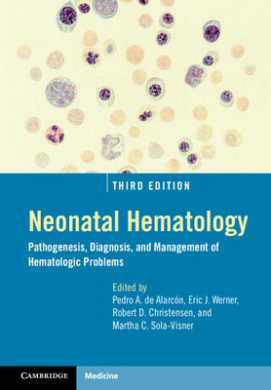 THIRD EDITION
Neonatal Hematology
Pathogenesis, Diagnosis, and Management of
Hematologic Problems
Edited by
Pedro A. de Alarcón, Eric J. Werner,
Robert D. Christensen, and
Martha C. Sola-Visner
CAMBRIDGE
Medicine